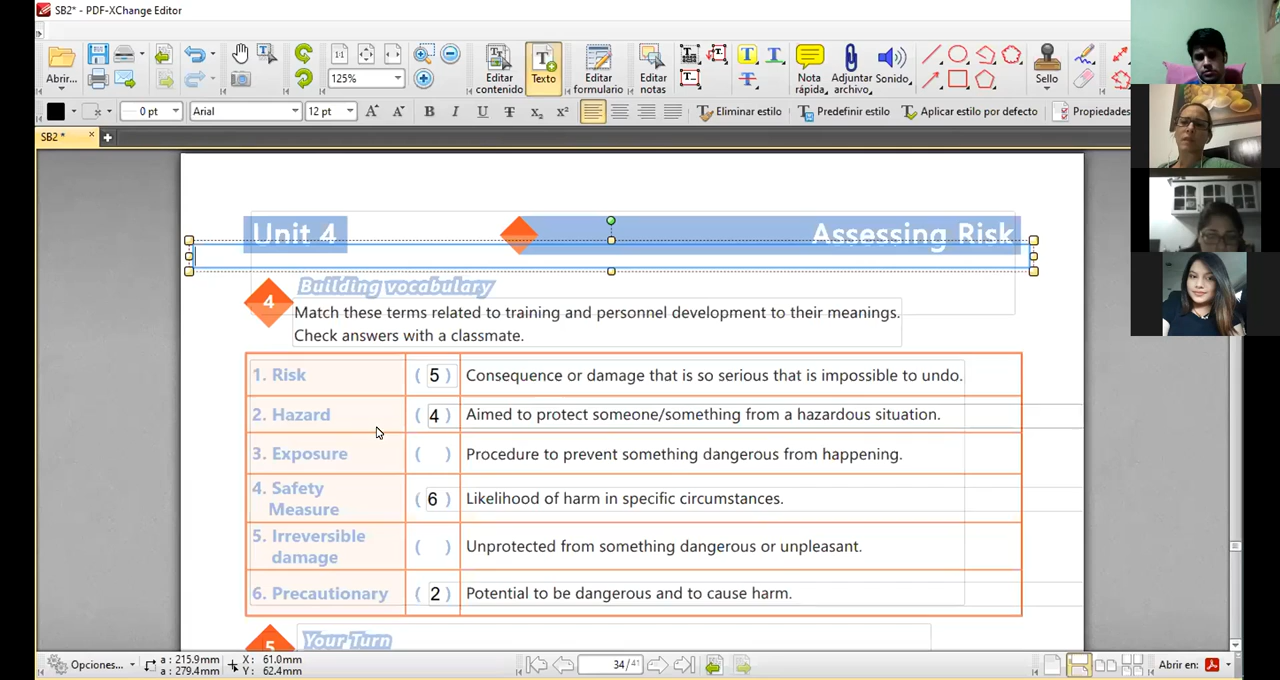 SB2* - PDF-XChange Editor
Abrir...
125%
Editar contenido
Texto
Editar formulario
Editar notas
Nota rápida
Adjuntar archivo
Sonido
Sello
0 pt
Arial
12 pt
B I U T X₂ X²
Eliminar estilo
Predefinir estilo
Aplicar estilo por defecto
Propiedades
SB2 *
Unit 4 Assessing Risk
4 Building vocabulary
Match these terms related to training and personnel development to their meanings.
Check answers with a classmate.
1. Risk ( 5 ) Consequence or damage that is so serious that is impossible to undo.
2. Hazard ( 4 ) Aimed to protect someone/something from a hazardous situation.
3. Exposure ( ) Procedure to prevent something dangerous from happening.
4. Safety Measure ( 6 ) Likelihood of harm in specific circumstances.
5. Irreversible damage ( ) Unprotected from something dangerous or unpleasant.
6. Precautionary ( 2 ) Potential to be dangerous and to cause harm.
5 Your Turn
Opciones...
a : 215.9mm
a : 279.4mm
X : 61.0mm
Y : 62.4mm
34 / 41
Abrir en: